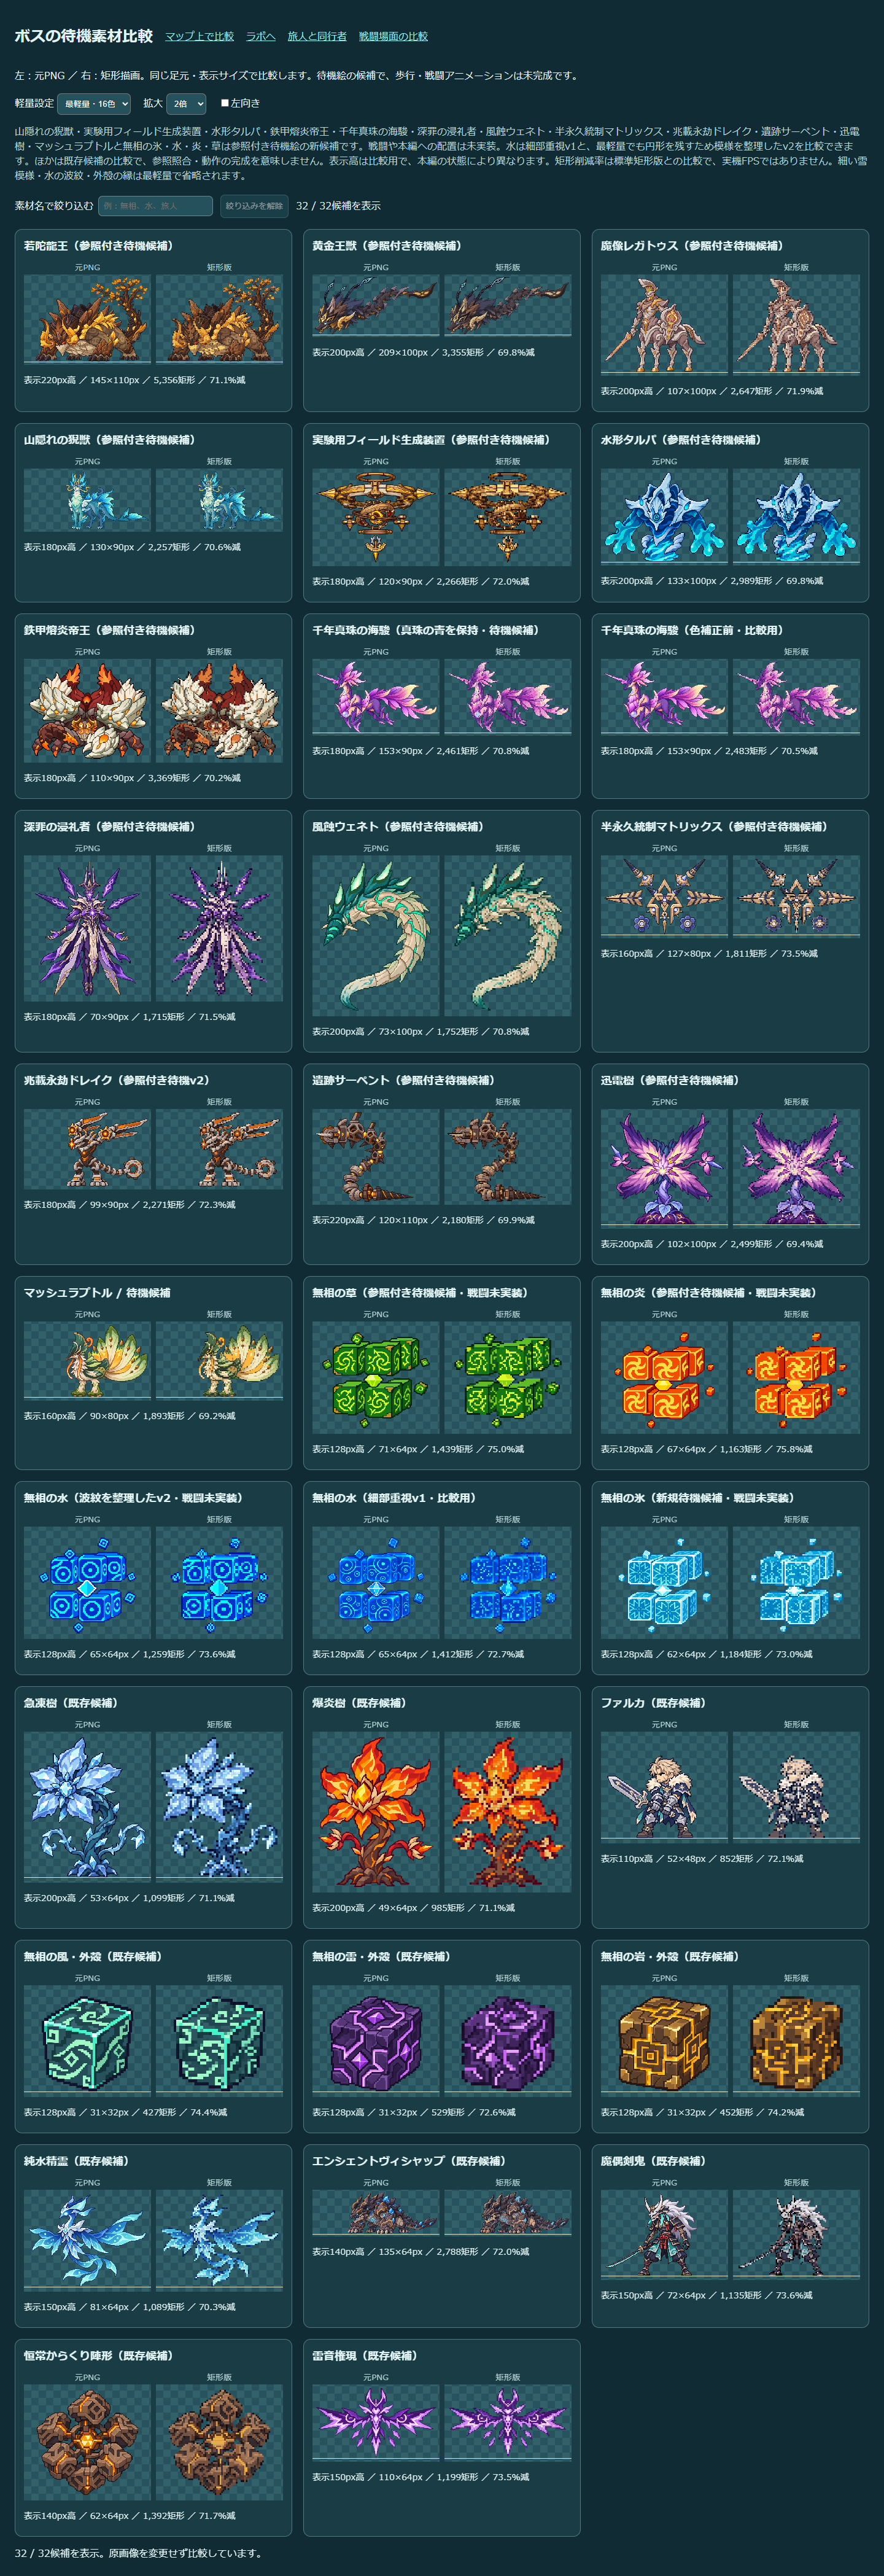 ボスの待機素材比較 マップ上で比較 ラボへ 旅人と同行者 戦闘場面の比較
左：元PNG ／ 右：矩形描画。同じ足元・表示サイズで比較します。待機絵の候補で、歩行・戦闘アニメーションは未完成です。
軽量設定 最軽量・16色 拡大 2倍 左向き
山隠れの猊獣・実験用フィールド生成装置・水形タルパ・鉄甲熔炎帝王・千年真珠の海駿・深罪の浸礼者・風蝕ウェネト・半永久統制マトリックス・兆載永劫ドレイク・遺跡サーペント・迅電
樹・マッシュラプトルと無相の氷・水・炎・草は参照付き待機絵の新候補です。戦闘や本編への配置は未実装。水は細部重視v1と、最軽量でも円形を残すため模様を整理したv2を比較できま
す。ほかは既存候補の比較で、参照照合・動作の完成を意味しません。表示高は比較用で、本編の状態により異なります。矩形削減率は標準矩形版との比較で、実機FPSではありません。細い雪
模様・水の波紋・外殻の縁は最軽量で省略されます。
素材名で絞り込む 例：無相、水、旅人 絞り込みを解除 32 / 32候補を表示
若陀龍王（参照付き待機候補）
元PNG 矩形版
表示220px高 ／ 145×110px ／ 5,356矩形 ／ 71.1%減
黄金王獣（参照付き待機候補）
元PNG 矩形版
表示200px高 ／ 209×100px ／ 3,355矩形 ／ 69.8%減
魔像レガトゥス（参照付き待機候補）
元PNG 矩形版
表示200px高 ／ 107×100px ／ 2,647矩形 ／ 71.9%減
山隠れの猊獣（参照付き待機候補）
元PNG 矩形版
表示180px高 ／ 130×90px ／ 2,257矩形 ／ 70.6%減
実験用フィールド生成装置（参照付き待機候補）
元PNG 矩形版
表示180px高 ／ 120×90px ／ 2,266矩形 ／ 72.0%減
水形タルパ（参照付き待機候補）
元PNG 矩形版
表示200px高 ／ 133×100px ／ 2,989矩形 ／ 69.8%減
鉄甲熔炎帝王（参照付き待機候補）
元PNG 矩形版
表示180px高 ／ 110×90px ／ 3,369矩形 ／ 70.2%減
千年真珠の海駿（真珠の青を保持・待機候補）
元PNG 矩形版
表示180px高 ／ 153×90px ／ 2,461矩形 ／ 70.8%減
千年真珠の海駿（色補正前・比較用）
元PNG 矩形版
表示180px高 ／ 153×90px ／ 2,483矩形 ／ 70.5%減
深罪の浸礼者（参照付き待機候補）
元PNG 矩形版
表示180px高 ／ 70×90px ／ 1,715矩形 ／ 71.5%減
風蝕ウェネト（参照付き待機候補）
元PNG 矩形版
表示200px高 ／ 73×100px ／ 1,752矩形 ／ 70.8%減
半永久統制マトリックス（参照付き待機候補）
元PNG 矩形版
表示160px高 ／ 127×80px ／ 1,811矩形 ／ 73.5%減
兆載永劫ドレイク（参照付き待機v2）
元PNG 矩形版
表示180px高 ／ 99×90px ／ 2,271矩形 ／ 72.3%減
遺跡サーペント（参照付き待機候補）
元PNG 矩形版
表示220px高 ／ 120×110px ／ 2,180矩形 ／ 69.9%減
迅電樹（参照付き待機候補）
元PNG 矩形版
表示200px高 ／ 102×100px ／ 2,499矩形 ／ 69.4%減
マッシュラプトル / 待機候補
元PNG 矩形版
表示160px高 ／ 90×80px ／ 1,893矩形 ／ 69.2%減
無相の草（参照付き待機候補・戦闘未実装）
元PNG 矩形版
表示128px高 ／ 71×64px ／ 1,439矩形 ／ 75.0%減
無相の炎（参照付き待機候補・戦闘未実装）
元PNG 矩形版
表示128px高 ／ 67×64px ／ 1,163矩形 ／ 75.8%減
無相の水（波紋を整理したv2・戦闘未実装）
元PNG 矩形版
表示128px高 ／ 65×64px ／ 1,259矩形 ／ 73.6%減
無相の水（細部重視v1・比較用）
元PNG 矩形版
表示128px高 ／ 65×64px ／ 1,412矩形 ／ 72.7%減
無相の氷（新規待機候補・戦闘未実装）
元PNG 矩形版
表示128px高 ／ 62×64px ／ 1,184矩形 ／ 73.0%減
急凍樹（既存候補）
元PNG 矩形版
表示200px高 ／ 53×64px ／ 1,099矩形 ／ 71.1%減
爆炎樹（既存候補）
元PNG 矩形版
表示200px高 ／ 49×64px ／ 985矩形 ／ 71.1%減
ファルカ（既存候補）
元PNG 矩形版
表示110px高 ／ 52×48px ／ 852矩形 ／ 72.1%減
無相の風・外殻（既存候補）
元PNG 矩形版
表示128px高 ／ 31×32px ／ 427矩形 ／ 74.4%減
無相の雷・外殻（既存候補）
元PNG 矩形版
表示128px高 ／ 31×32px ／ 529矩形 ／ 72.6%減
無相の岩・外殻（既存候補）
元PNG 矩形版
表示128px高 ／ 31×32px ／ 452矩形 ／ 74.2%減
純水精霊（既存候補）
元PNG 矩形版
表示150px高 ／ 81×64px ／ 1,089矩形 ／ 70.3%減
エンシェントヴィシャップ（既存候補）
元PNG 矩形版
表示140px高 ／ 135×64px ／ 2,788矩形 ／ 72.0%減
魔偶剣鬼（既存候補）
元PNG 矩形版
表示150px高 ／ 72×64px ／ 1,135矩形 ／ 73.6%減
恒常からくり陣形（既存候補）
元PNG 矩形版
表示140px高 ／ 62×64px ／ 1,392矩形 ／ 71.7%減
雷音権現（既存候補）
元PNG 矩形版
表示150px高 ／ 110×64px ／ 1,199矩形 ／ 73.5%減
32 / 32候補を表示。原画像を変更せず比較しています。